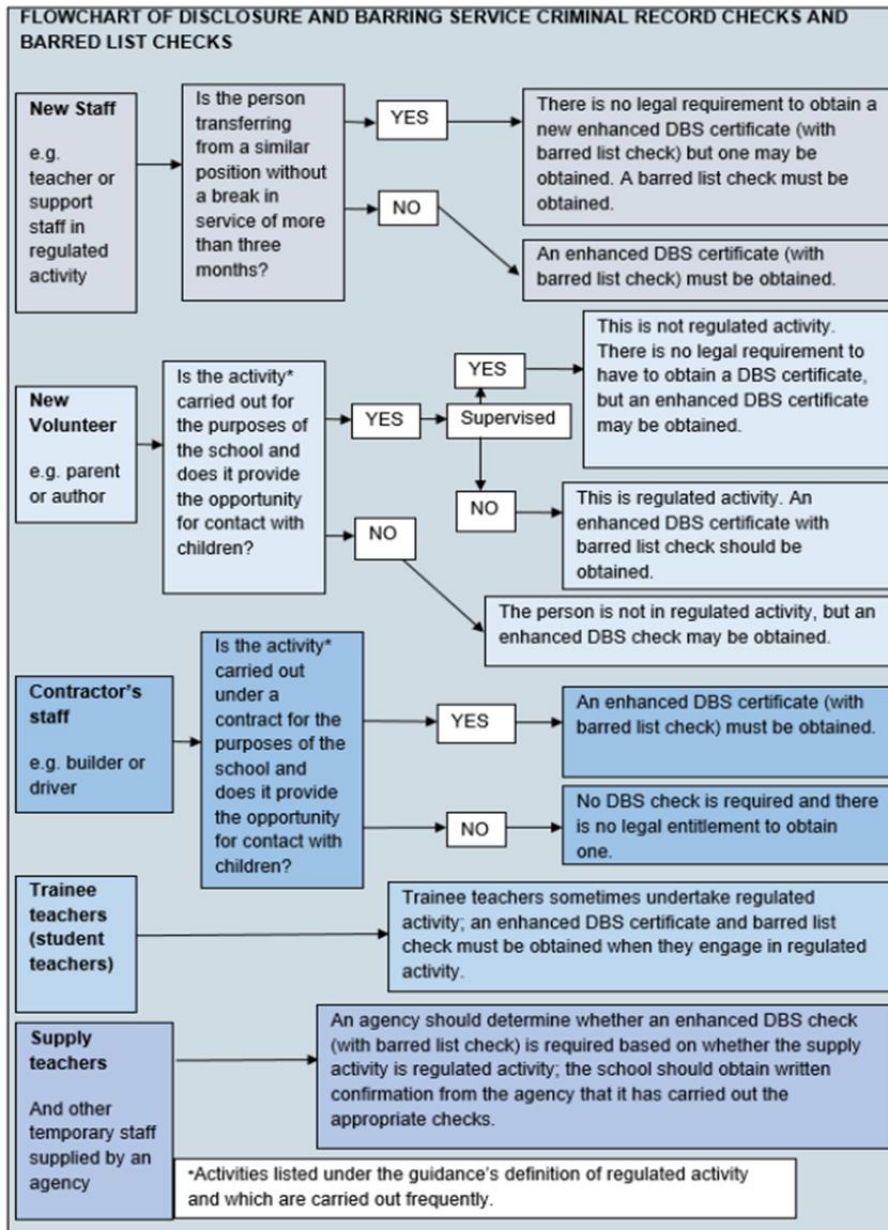 FLOWCHART OF DISCLOSURE AND BARRING SERVICE CRIMINAL RECORD CHECKS AND
BARRED LIST CHECKS
New Staff
e.g.
teacher or
support
staff in
regulated
activity
Is the person
transferring
from a similar
position without
a break in
service of more
than three
months?
YES
There is no legal requirement to obtain a
new enhanced DBS certificate (with
barred list check) but one may be
obtained. A barred list check must be
obtained.
NO
An enhanced DBS certificate (with
barred list check) must be obtained.
New
Volunteer
e.g. parent
or author
Is the activity*
carried out for
the purposes of
the school and
does it provide
the opportunity
for contact with
children?
YES
Supervised
YES
This is not regulated activity.
There is no legal requirement to
have to obtain a DBS certificate,
but an enhanced DBS certificate
may be obtained.
NO
This is regulated activity. An
enhanced DBS certificate with
barred list check should be
obtained.
NO
The person is not in regulated activity, but an
enhanced DBS check may be obtained.
Contractor's
staff
e.g. builder or
driver
Is the activity*
carried out
under a
contract for the
purposes of the
school and
does it provide
the opportunity
for contact with
children?
YES
An enhanced DBS certificate (with
barred list check) must be obtained.
NO
No DBS check is required and there
is no legal entitlement to obtain
one.
Trainee
teachers
(student
teachers)
Trainee teachers sometimes undertake regulated
activity; an enhanced DBS certificate and barred list
check must be obtained when they engage in regulated
activity.
Supply
teachers
And other
temporary staff
supplied by an
agency
An agency should determine whether an enhanced DBS check
(with barred list check) is required based on whether the supply
activity is regulated activity; the school should obtain written
confirmation from the agency that it has carried out the
appropriate checks.
*Activities listed under the guidance's definition of regulated activity
and which are carried out frequently.